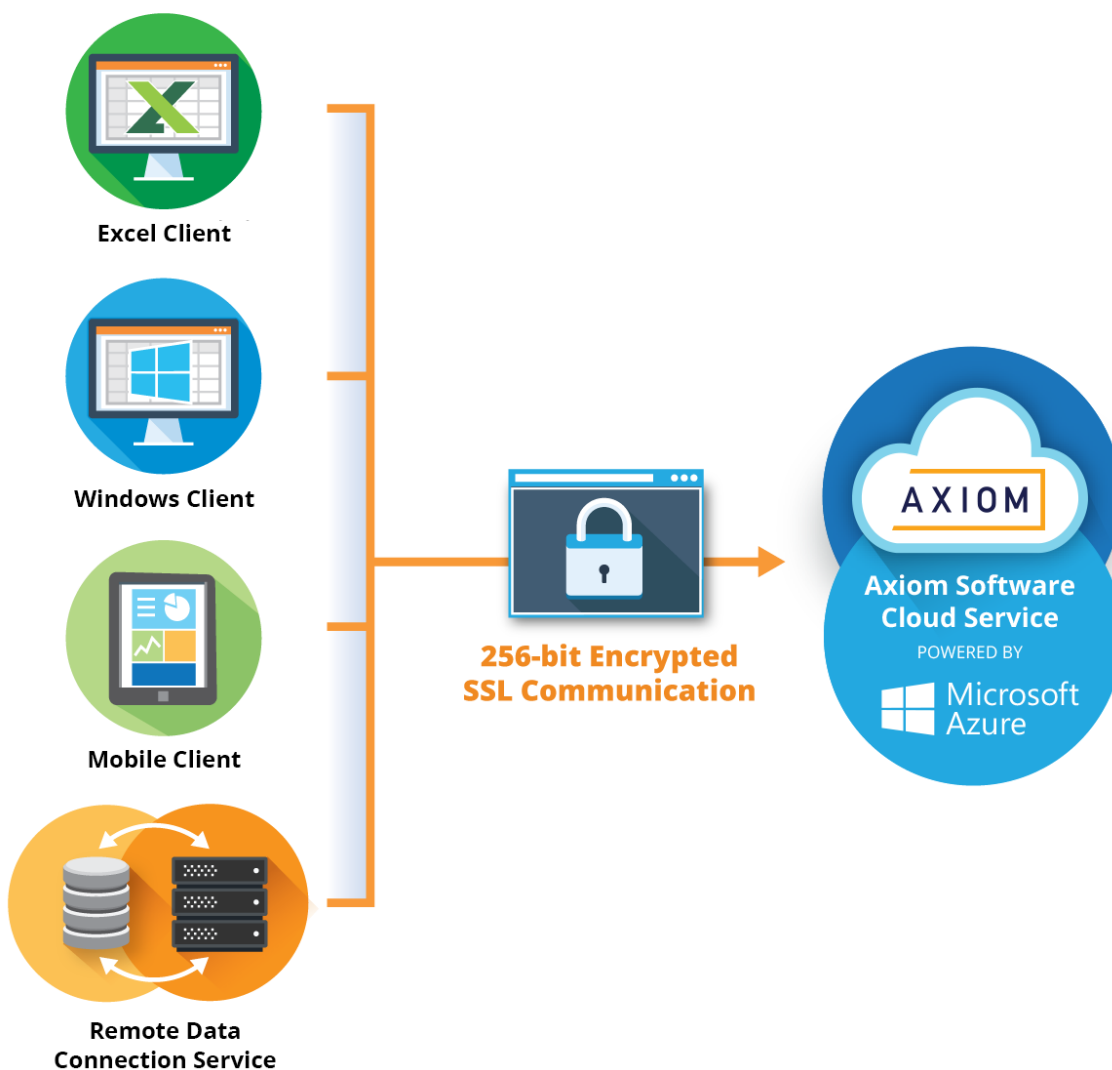 Excel Client
Windows Client
Mobile Client
Remote Data
Connection Service
256-bit Encrypted
SSL Communication
AXIOM
Axiom Software
Cloud Service
POWERED BY
Microsoft
Azure